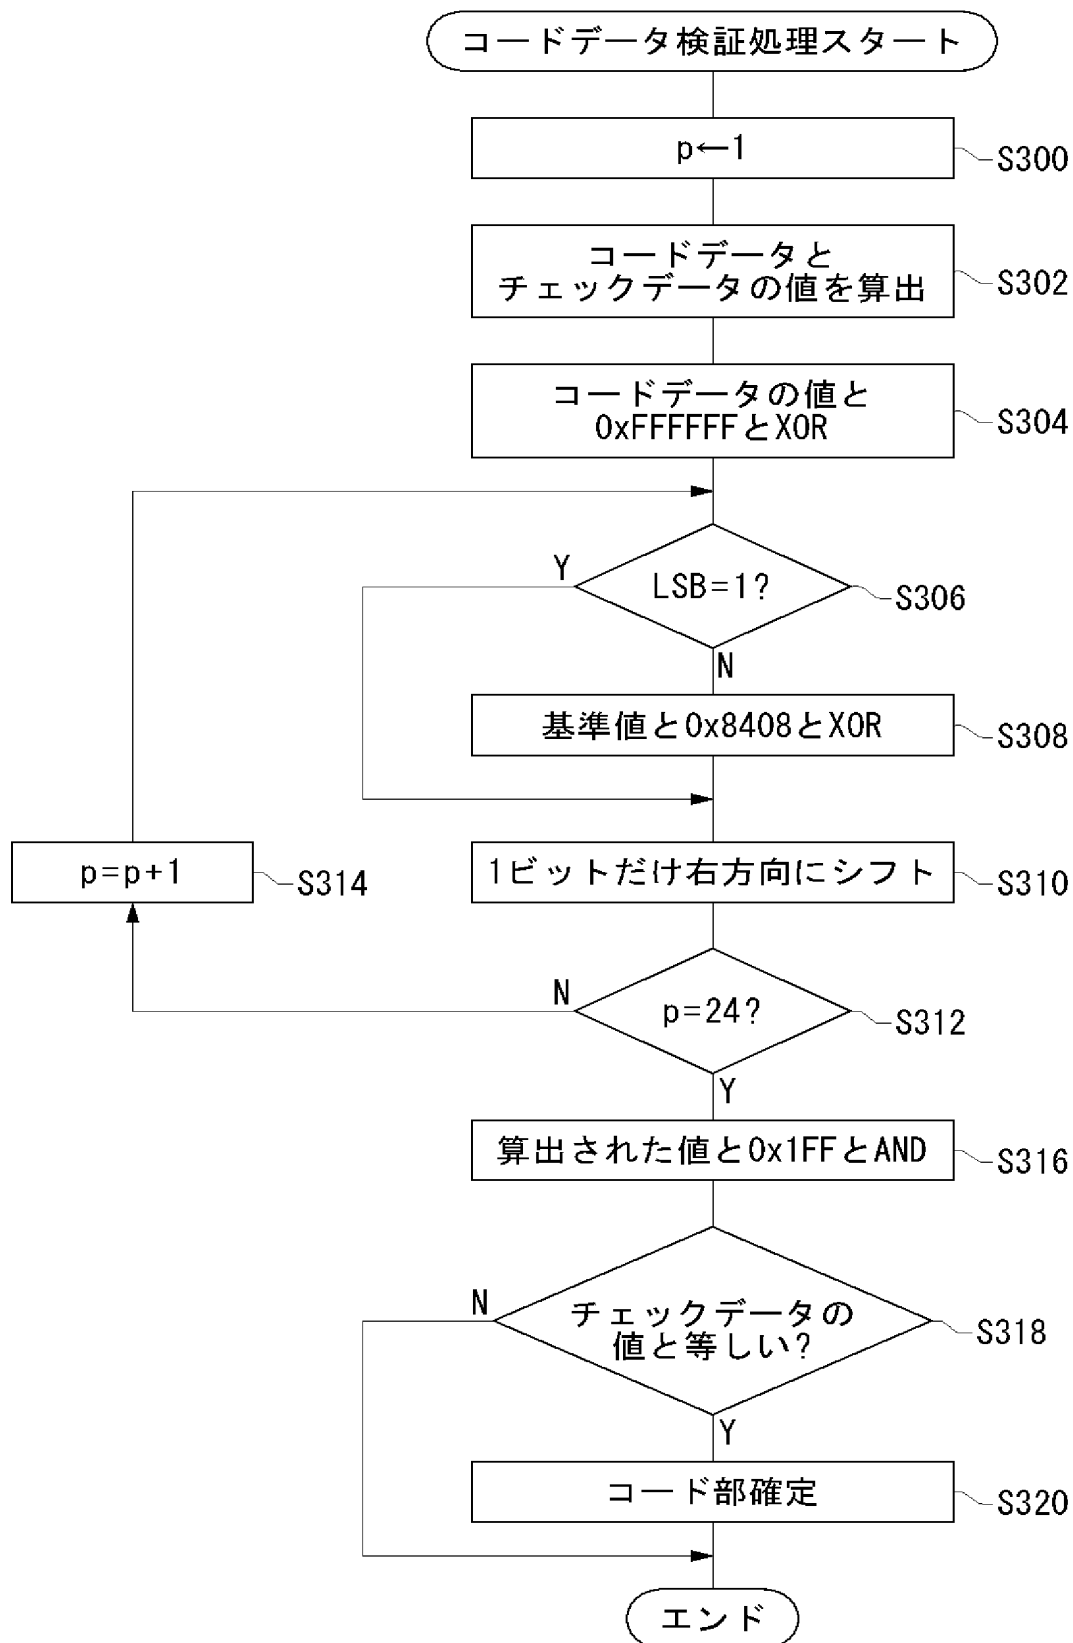 コードデータ検証処理スタート
p←1
S300
コードデータと
チェックデータの値を算出
S302
コードデータの値と
0xFFFFFFとXOR
S304
Y
LSB=1?
S306
N
基準値と0x8408とXOR
S308
p=p+1
S314
1ビットだけ右方向にシフト
S310
N
p=24?
S312
Y
算出された値と0x1FFとAND
S316
N
チェックデータの
値と等しい?
S318
Y
コード部確定
S320
エンド